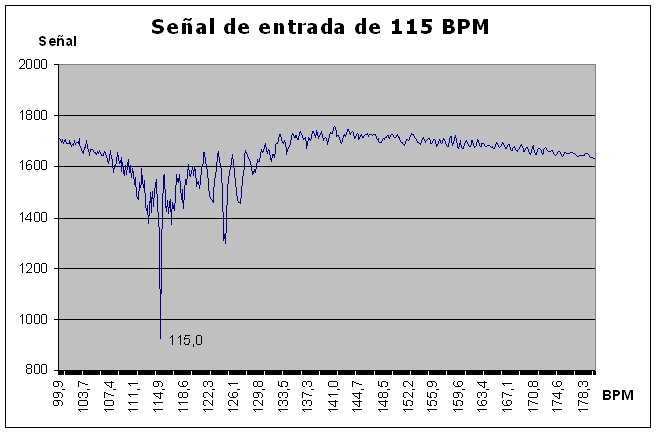 Señal de entrada de 115 BPM
Señal
2000
1800
1600
1400
1200
1000
800
115,0
99,9 103,7 107,4 111,1 114,9 118,6 122,3 126,1 129,8 133,5 137,3 141,0 144,7 148,5 152,2 155,9 159,6 163,4 167,1 170,8 174,6 178,3
BPM